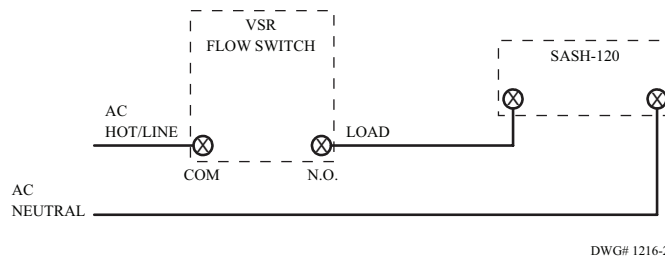 VSR
FLOW SWITCH
SASH-120
AC
HOT/LINE
LOAD
COM
N.O.
AC
NEUTRAL